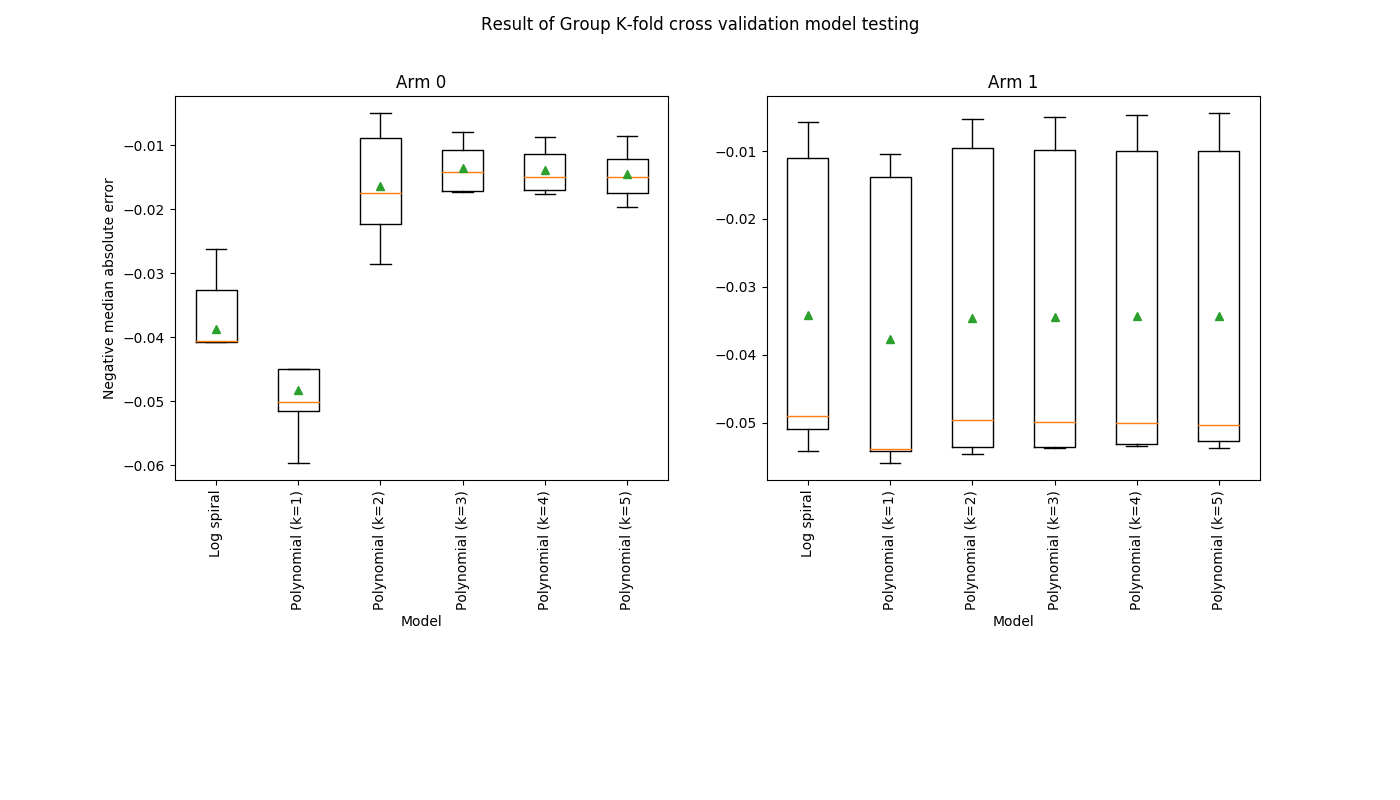 Result of Group K-fold cross validation model testing
Arm 0
Negative median absolute error
−0.01
−0.02
−0.03
−0.04
−0.05
−0.06
Log spiral
Polynomial (k=1)
Polynomial (k=2)
Polynomial (k=3)
Polynomial (k=4)
Polynomial (k=5)
Model
Arm 1
−0.01
−0.02
−0.03
−0.04
−0.05
Log spiral
Polynomial (k=1)
Polynomial (k=2)
Polynomial (k=3)
Polynomial (k=4)
Polynomial (k=5)
Model